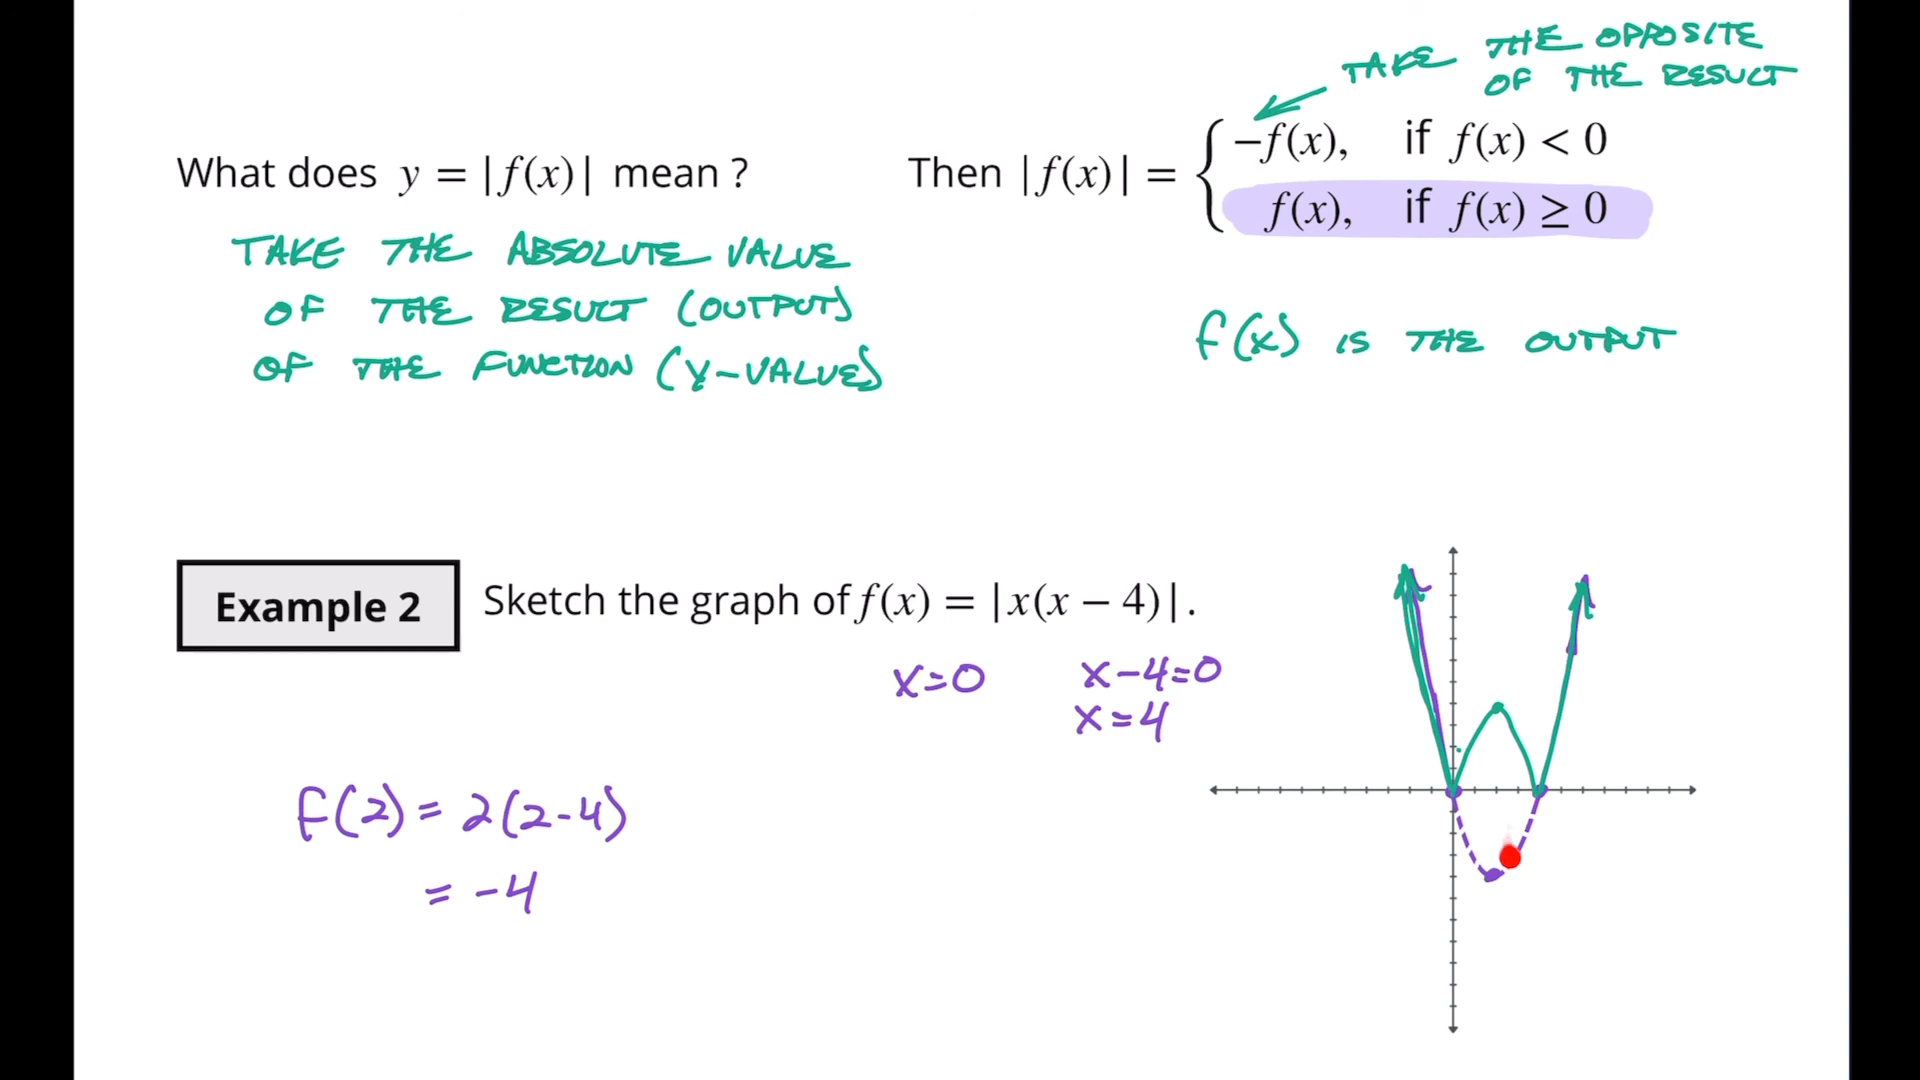 What does y = |f(x)| mean ?
TAKE THE ABSOLUTE VALUE
OF THE RESULT (OUTPUT)
OF THE FUNCTION (Y-VALUE)
TAKE THE OPPOSITE
OF THE RESULT
Then |f(x)| = { -f(x), if f(x) < 0
f(x), if f(x) ≥ 0
f(x) IS THE OUTPUT
Example 2 Sketch the graph of f(x) = |x(x − 4)|.
x=0 x-4=0
x=4
f(2) = 2(2-4)
= -4